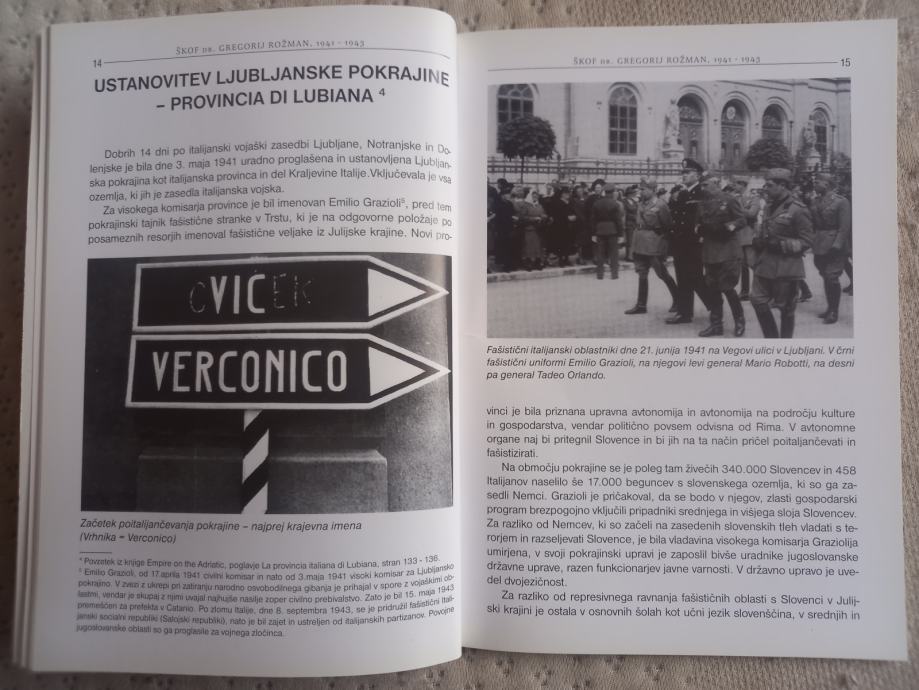 14
ŠKOF DR. GREGORIJ ROŽMAN, 1941 - 1943
USTANOVITEV LJUBLJANSKE POKRAJINE
– PROVINCIA DI LUBIANA 4
Dobrih 14 dni po italijanski vojaški zasedbi Ljubljane, Notranjske in Do-
lenjske je bila dne 3. maja 1941 uradno proglašena in ustanovljena Ljubljan-
ska pokrajina kot italijanska provinca in del Kraljevine Italije. Vključevala je vsa
ozemlja, ki jih je zasedla italijanska vojska.
Za visokega komisarja province je bil imenovan Emilio Grazioli5, pred tem
pokrajinski tajnik fašistične stranke v Trstu, ki je na odgovorne položaje po
posameznih resorjih imenoval fašistične veljake iz Julijske krajine. Novi pro-
CVIČEK
VERCONICO
Začetek poitalijančevanja pokrajine – najprej krajevna imena
(Vrhnika = Verconico)
4 Povzetek iz knjige Empire on the Adriatic, poglavje La provincia italiana di Lubiana, stran 133 - 136.
5 Emilio Grazioli, od 17.aprila 1941 civilni komisar in nato od 3.maja 1941 visoki komisar za Ljubljansko
pokrajino. V zvezi z ukrepi pri zatiranju narodno osvobodilnega gibanja je prihajal v spore z vojaškimi ob-
lastmi, vendar je skupaj z njimi uvajal najhujše nasilje zoper civilno prebivalstvo. Zato je bil 15. maja 1943
premeščen za prefekta v Catanio. Po zlomu Italije, dne 8. septembra 1943, se je pridružil fašistični Itali-
janski socialni republiki (Salojski republiki), nato je bil zajet in ustreljen od italijanskih partizanov. Povojne
jugoslovanske oblasti so ga proglasile za vojnega zločinca.
ŠKOF DR. GREGORIJ ROŽMAN, 1941 - 1943
15
Fašistični italijanski oblastniki dne 21. junija 1941 na Vegovi ulici v Ljubljani. V črni
fašistični uniformi Emilio Grazioli, na njegovi levi general Mario Robotti, na desni
pa general Tadeo Orlando.
vinci je bila priznana upravna avtonomija in avtonomija na področju kulture
in gospodarstva, vendar politično povsem odvisna od Rima. V avtonomne
organe naj bi pritegnil Slovence in bi jih na ta način pričel poitaljančevati in
fašistizirati.
Na območju pokrajine se je poleg tam živečih 340.000 Slovencev in 458
Italijanov naselilo še 17.000 beguncev s slovenskega ozemlja, ki so ga za-
sedli Nemci. Grazioli je pričakoval, da se bodo v njegov, zlasti gospodarski
program brezpogojno vključili pripadniki srednjega in višjega sloja Slovencev.
Za razliko od Nemcev, ki so začeli na zasedenih slovenskih tleh vladati s te-
rorjem in razseljevati Slovence, je bila vladavina visokega komisarja Graziolija
umirjena, v svoji pokrajinski upravi je zaposlil bivše uradnike jugoslovanske
državne uprave, razen funkcionarjev javne varnosti. V državno upravo je uve-
del dvojezičnost.
Za razliko od represivnega ravnanja fašističnih oblasti s Slovenci v Julij-
ski krajini je ostala v osnovnih šolah kot učni jezik slovenščina, v srednjih in